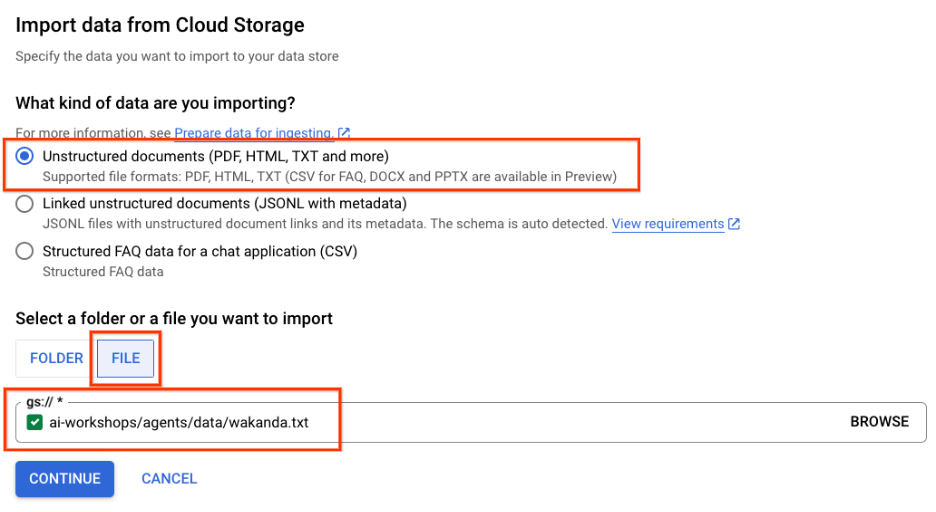 Import data from Cloud Storage
Specify the data you want to import to your data store
What kind of data are you importing?
For more information, see Prepare data for ingesting.
Unstructured documents (PDF, HTML, TXT and more)
Supported file formats: PDF, HTML, TXT (CSV for FAQ, DOCX and PPTX are available in Preview)
Linked unstructured documents (JSONL with metadata)
JSONL files with unstructured document links and its metadata. The schema is auto detected. View requirements
Structured FAQ data for a chat application (CSV)
Structured FAQ data
Select a folder or a file you want to import
FOLDER FILE
gs:// *
ai-workshops/agents/data/wakanda.txt BROWSE
CONTINUE CANCEL